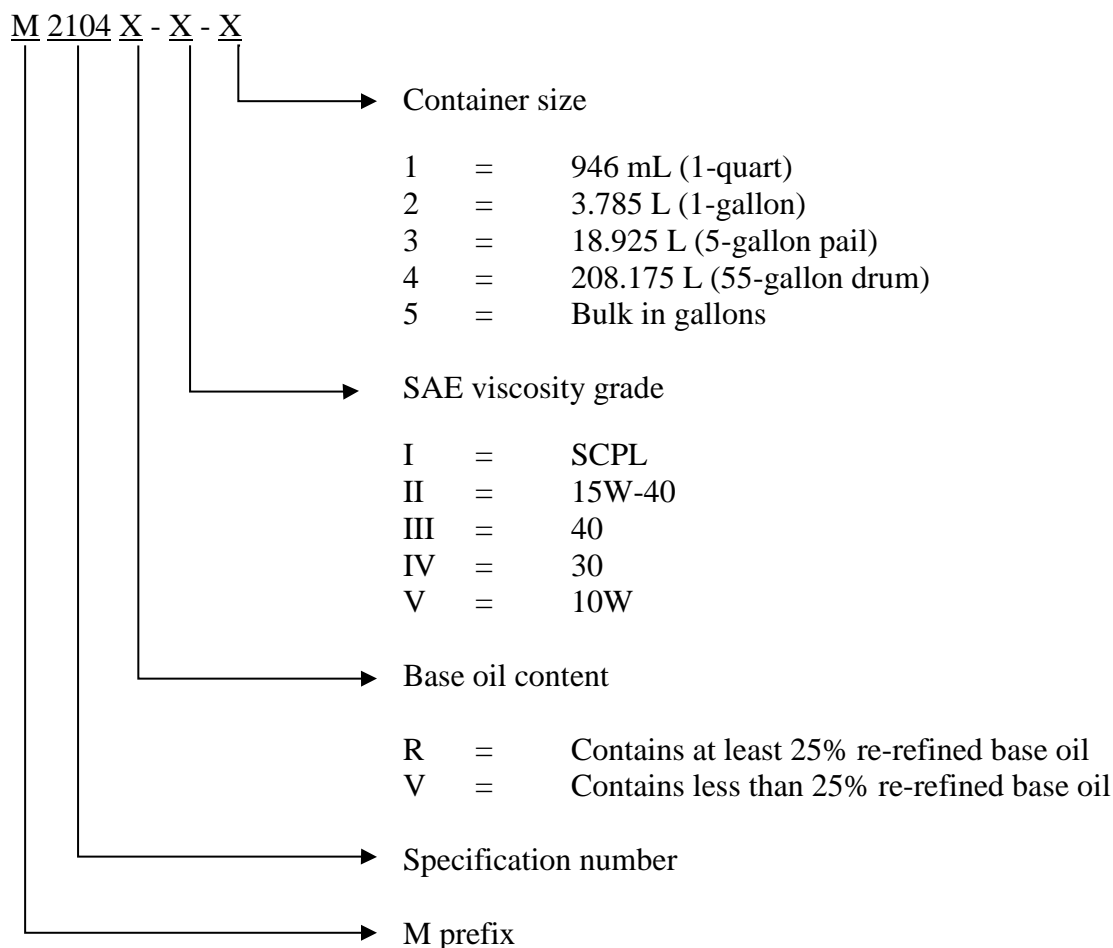 M 2104 X - X - X
Container size
1 = 946 mL (1-quart)
2 = 3.785 L (1-gallon)
3 = 18.925 L (5-gallon pail)
4 = 208.175 L (55-gallon drum)
5 = Bulk in gallons
SAE viscosity grade
I = SCPL
II = 15W-40
III = 40
IV = 30
V = 10W
Base oil content
R = Contains at least 25% re-refined base oil
V = Contains less than 25% re-refined base oil
Specification number
M prefix